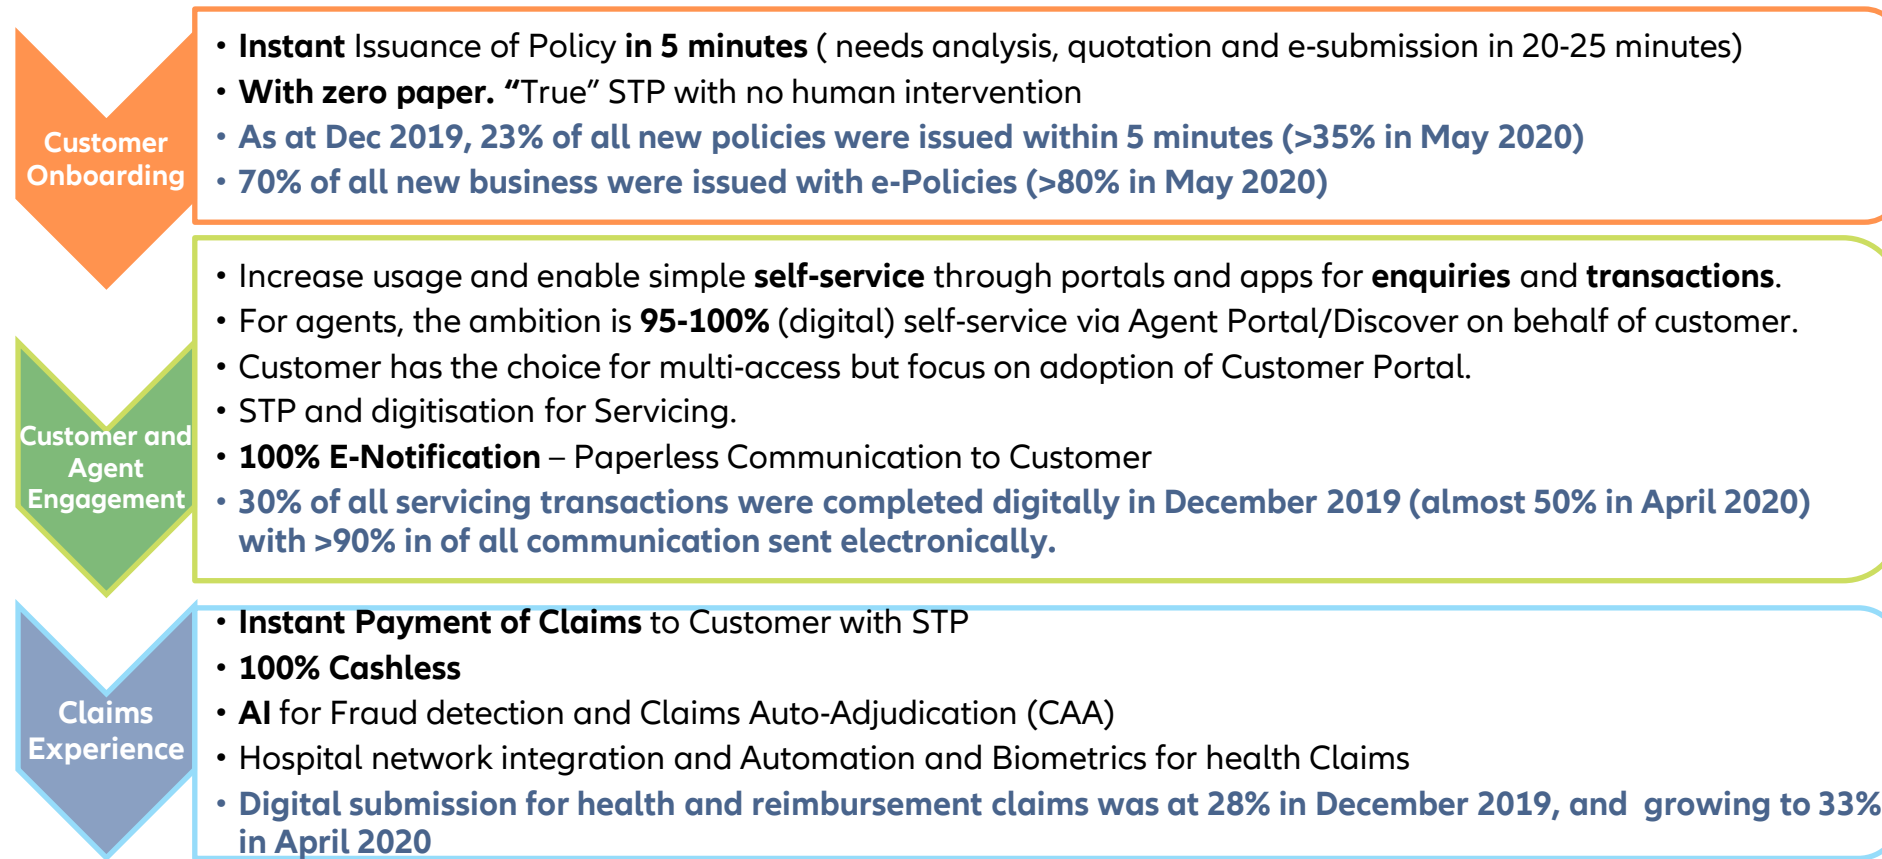 Customer
Onboarding
• Instant Issuance of Policy in 5 minutes ( needs analysis, quotation and e-submission in 20-25 minutes)
• With zero paper. “True” STP with no human intervention
• As at Dec 2019, 23% of all new policies were issued within 5 minutes (>35% in May 2020)
• 70% of all new business were issued with e-Policies (>80% in May 2020)
Customer and
Agent
Engagement
• Increase usage and enable simple self-service through portals and apps for enquiries and transactions.
• For agents, the ambition is 95-100% (digital) self-service via Agent Portal/Discover on behalf of customer.
• Customer has the choice for multi-access but focus on adoption of Customer Portal.
• STP and digitisation for Servicing.
• 100% E-Notification – Paperless Communication to Customer
• 30% of all servicing transactions were completed digitally in December 2019 (almost 50% in April 2020)
with >90% in of all communication sent electronically.
Claims
Experience
• Instant Payment of Claims to Customer with STP
• 100% Cashless
• AI for Fraud detection and Claims Auto-Adjudication (CAA)
• Hospital network integration and Automation and Biometrics for health Claims
• Digital submission for health and reimbursement claims was at 28% in December 2019, and growing to 33%
in April 2020